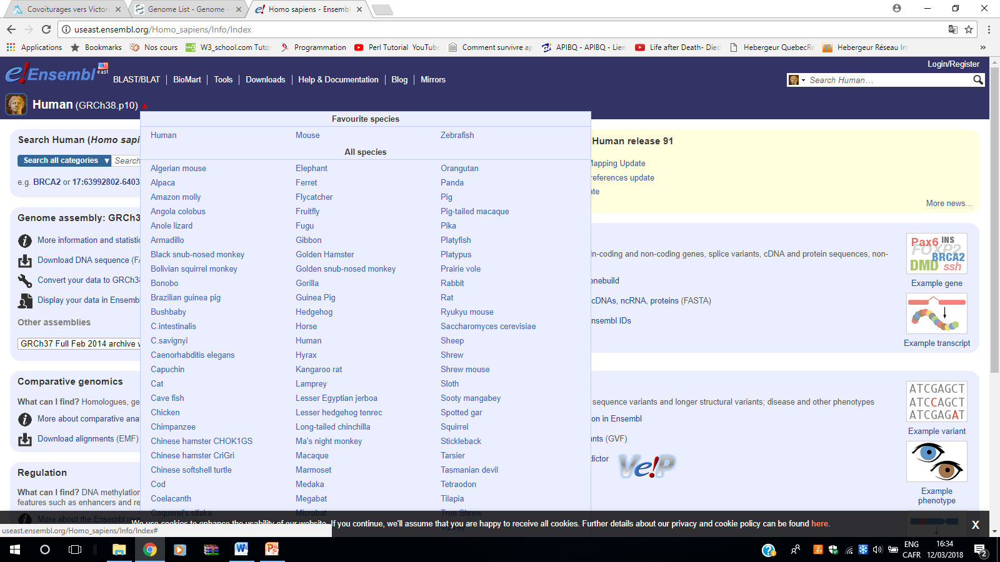 Covoiturages vers Victori
Genome List - Genome -
Homo sapiens - Ensembl
useast.ensembl.org/Homo_sapiens/Info/Index
Applications
Bookmarks
Nos cours
W3_school.com Tutor
Programmation
Perl Tutorial YouTube
Comment survivre ap
APIBQ - APIBQ - Lien
Life after Death- Died
Hebergeur QuebecRe
Hebergeur Réseau In
e!Ensembl east
BLAST/BLAT
BioMart
Tools
Downloads
Help & Documentation
Blog
Mirrors
Login/Register
Search Human…
Human (GRCh38.p10)
Favourite species
Human
Mouse
Zebrafish
All species
Algerian mouse
Elephant
Orangutan
Alpaca
Ferret
Panda
Amazon molly
Flycatcher
Pig
Angola colobus
Fruitfly
Pig-tailed macaque
Anole lizard
Fugu
Pika
Armadillo
Gibbon
Platyfish
Black snub-nosed monkey
Golden Hamster
Platypus
Bolivian squirrel monkey
Golden snub-nosed monkey
Prairie vole
Bonobo
Gorilla
Rabbit
Brazilian guinea pig
Guinea Pig
Rat
Bushbaby
Hedgehog
Ryukyu mouse
C.intestinalis
Horse
Saccharomyces cerevisiae
C.savignyi
Human
Sheep
Caenorhabditis elegans
Hyrax
Shrew
Capuchin
Kangaroo rat
Shrew mouse
Cat
Lamprey
Sloth
Cave fish
Lesser Egyptian jerboa
Sooty mangabey
Chicken
Lesser hedgehog tenrec
Spotted gar
Chimpanzee
Long-tailed chinchilla
Squirrel
Chinese hamster CHOK1GS
Ma's night monkey
Stickleback
Chinese hamster CriGri
Macaque
Tarsier
Chinese softshell turtle
Marmoset
Tasmanian devil
Cod
Medaka
Tetraodon
Coelacanth
Megabat
Tilapia
Coquerel's sifaka
Microbat
Tree Shrew
Search Human (Homo sapi
Search all categories ▼
Search
e.g. BRCA2 or 17:63992802-6403
Genome assembly: GRCh3
More information and statistic
Download DNA sequence (FA
Convert your data to GRCh38
Display your data in Ensembl
Other assemblies
GRCh37 Full Feb 2014 archive w
Comparative genomics
What can I find? Homologues, ge
More about comparative anal
Download alignments (EMF)
Regulation
What can I find? DNA methylation
features such as enhancers and re
More about the Ensembl reg
Human release 91
Mapping Update
references update
ate
More news...
in-coding and non-coding genes, splice variants, cDNA and protein sequences, non-
enebuild
cDNAs, ncRNA, proteins (FASTA)
nsembl IDs
Pax6 INS
FOXP2
BRCA2
DMD ssh
Example gene
Example transcript
sequence variants and longer structural variants; disease and other phenotypes
on in Ensembl
ants (GVF)
dictor
Ve!P
ATCGAGCT
ATCCAGCT
ATCGAGAT
Example variant
Example
phenotype
We use cookies to enhance the usability of our website. If you continue, we'll assume that you are happy to receive all cookies. Further details about our privacy and cookie policy can be found here.
X
useast.ensembl.org/Homo_sapiens/Info/Index#
ENG
CAFR
16:34
12/03/2018
2